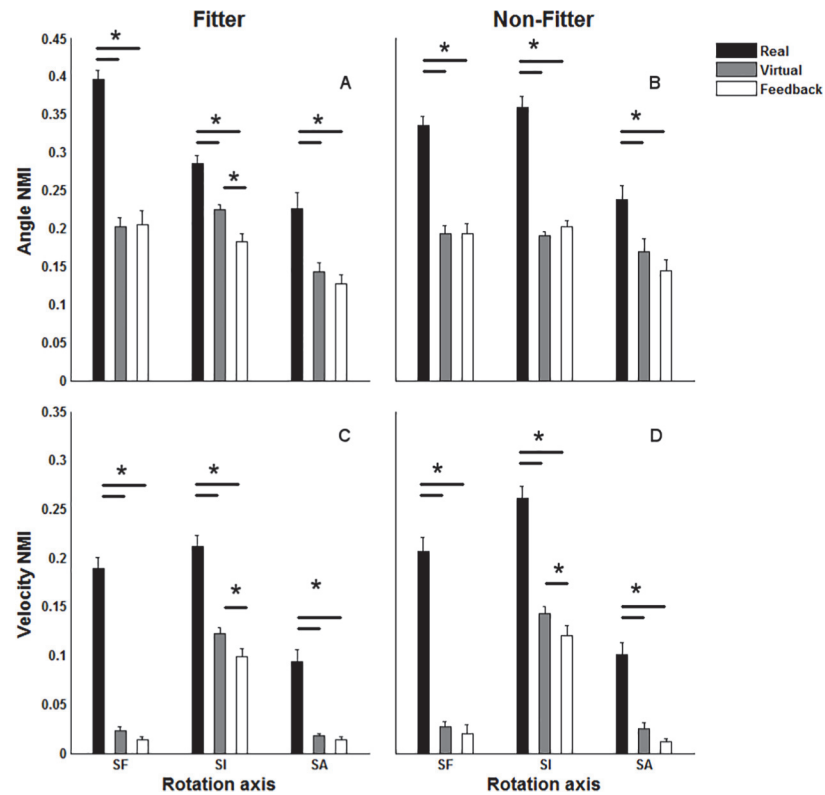 Fitter
Non-Fitter
Real
Virtual
Feedback
Angle NMI
0.45
0.4
0.35
0.3
0.25
0.2
0.15
0.1
0.05
0
A
*
*
*
*
B
*
*
*
Velocity NMI
0.35
0.3
0.25
0.2
0.15
0.1
0.05
0
C
*
*
*
*
D
*
*
*
*
SF SI SA
Rotation axis
SF SI SA
Rotation axis